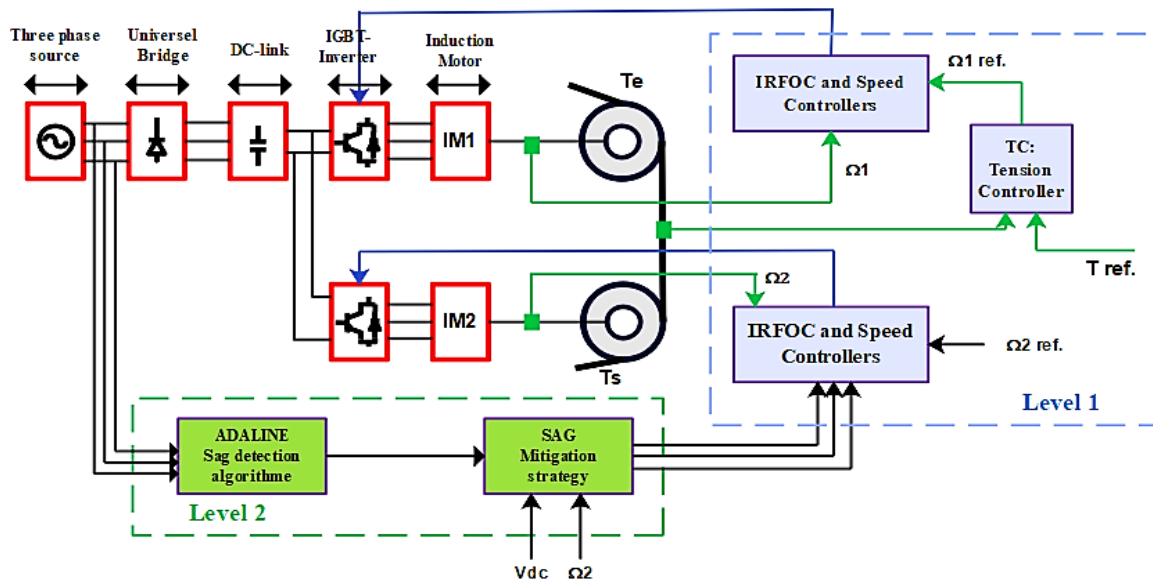 Three phase
source
Universel
Bridge
DC-link
IGBT-
Inverter
Induction
Motor
IM1
Te
IRFOC and Speed
Controllers
Ω1 ref.
TC:
Tension
Controller
Ω1
T ref.
IM2
Ts
Ω2
IRFOC and Speed
Controllers
Ω2 ref.
Level 1
ADALINE
Sag detection
algorithme
SAG
Mitigation
strategy
Level 2
Vdc
Ω2